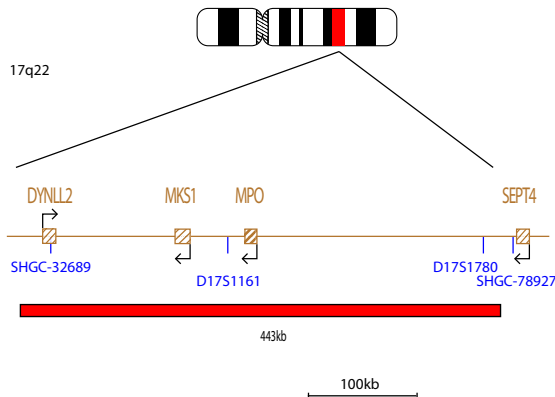 17q22
DYNLL2 MKS1 MPO SEPT4
SHGC-32689 D17S1161 D17S1780 SHGC-78927
443kb
100kb